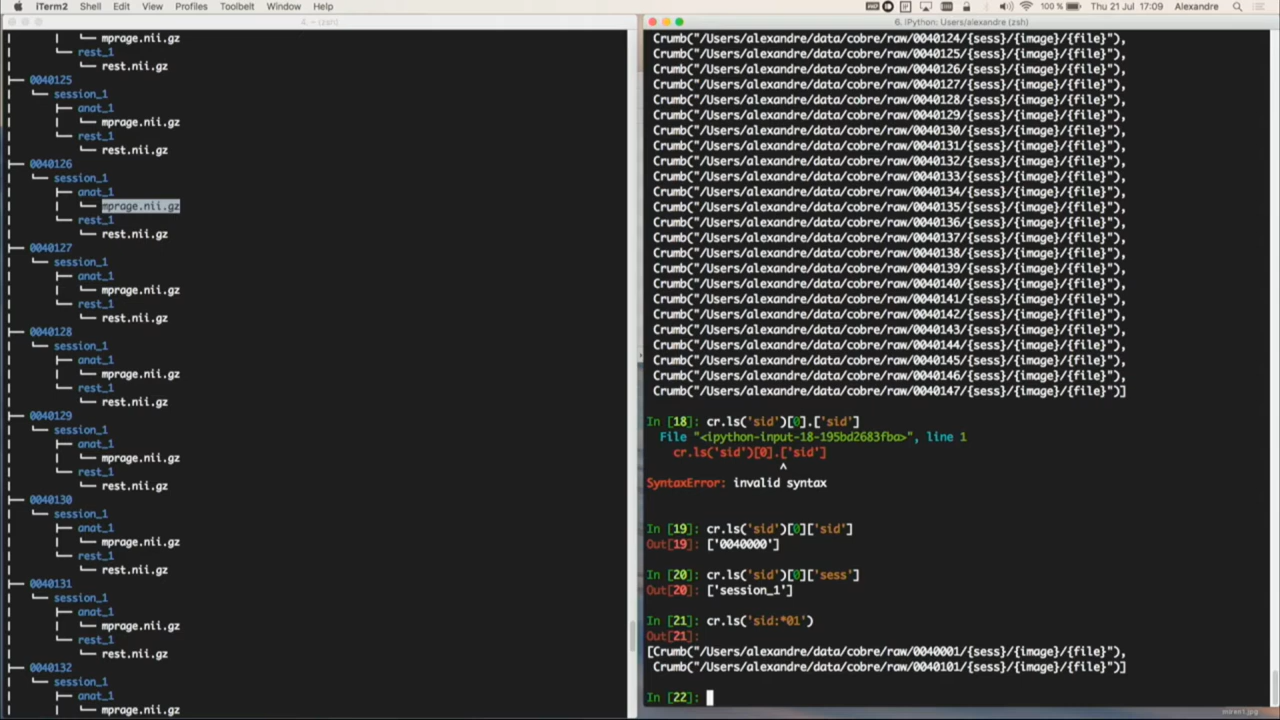 iTerm2 Shell Edit View Profiles Toolbelt Window Help
100 % Thu 21 Jul 17:09 Alexandre
4. ~ (zsh)
│ └── mprage.nii.gz
└── rest_1
└── rest.nii.gz
├── 0040125
│ └── session_1
│ ├── anat_1
│ │ └── mprage.nii.gz
│ └── rest_1
│ └── rest.nii.gz
├── 0040126
│ └── session_1
│ ├── anat_1
│ │ └── mprage.nii.gz
│ └── rest_1
│ └── rest.nii.gz
├── 0040127
│ └── session_1
│ ├── anat_1
│ │ └── mprage.nii.gz
│ └── rest_1
│ └── rest.nii.gz
├── 0040128
│ └── session_1
│ ├── anat_1
│ │ └── mprage.nii.gz
│ └── rest_1
│ └── rest.nii.gz
├── 0040129
│ └── session_1
│ ├── anat_1
│ │ └── mprage.nii.gz
│ └── rest_1
│ └── rest.nii.gz
├── 0040130
│ └── session_1
│ ├── anat_1
│ │ └── mprage.nii.gz
│ └── rest_1
│ └── rest.nii.gz
├── 0040131
│ └── session_1
│ ├── anat_1
│ │ └── mprage.nii.gz
│ └── rest_1
│ └── rest.nii.gz
├── 0040132
│ └── session_1
│ ├── anat_1
│ │ └── mprage.nii.gz
6. IPython: Users/alexandre (zsh)
Crumb("/Users/alexandre/data/cobre/raw/0040124/{sess}/{image}/{file}"),
Crumb("/Users/alexandre/data/cobre/raw/0040125/{sess}/{image}/{file}"),
Crumb("/Users/alexandre/data/cobre/raw/0040126/{sess}/{image}/{file}"),
Crumb("/Users/alexandre/data/cobre/raw/0040127/{sess}/{image}/{file}"),
Crumb("/Users/alexandre/data/cobre/raw/0040128/{sess}/{image}/{file}"),
Crumb("/Users/alexandre/data/cobre/raw/0040129/{sess}/{image}/{file}"),
Crumb("/Users/alexandre/data/cobre/raw/0040130/{sess}/{image}/{file}"),
Crumb("/Users/alexandre/data/cobre/raw/0040131/{sess}/{image}/{file}"),
Crumb("/Users/alexandre/data/cobre/raw/0040132/{sess}/{image}/{file}"),
Crumb("/Users/alexandre/data/cobre/raw/0040133/{sess}/{image}/{file}"),
Crumb("/Users/alexandre/data/cobre/raw/0040134/{sess}/{image}/{file}"),
Crumb("/Users/alexandre/data/cobre/raw/0040135/{sess}/{image}/{file}"),
Crumb("/Users/alexandre/data/cobre/raw/0040136/{sess}/{image}/{file}"),
Crumb("/Users/alexandre/data/cobre/raw/0040137/{sess}/{image}/{file}"),
Crumb("/Users/alexandre/data/cobre/raw/0040138/{sess}/{image}/{file}"),
Crumb("/Users/alexandre/data/cobre/raw/0040139/{sess}/{image}/{file}"),
Crumb("/Users/alexandre/data/cobre/raw/0040140/{sess}/{image}/{file}"),
Crumb("/Users/alexandre/data/cobre/raw/0040141/{sess}/{image}/{file}"),
Crumb("/Users/alexandre/data/cobre/raw/0040142/{sess}/{image}/{file}"),
Crumb("/Users/alexandre/data/cobre/raw/0040143/{sess}/{image}/{file}"),
Crumb("/Users/alexandre/data/cobre/raw/0040144/{sess}/{image}/{file}"),
Crumb("/Users/alexandre/data/cobre/raw/0040145/{sess}/{image}/{file}"),
Crumb("/Users/alexandre/data/cobre/raw/0040146/{sess}/{image}/{file}"),
Crumb("/Users/alexandre/data/cobre/raw/0040147/{sess}/{image}/{file}")]
In [18]: cr.ls('sid')[0].['sid']
File "<ipython-input-18-195bd2683fba>", line 1
cr.ls('sid')[0].['sid']
^
SyntaxError: invalid syntax
In [19]: cr.ls('sid')[0]['sid']
Out[19]: ['0040000']
In [20]: cr.ls('sid')[0]['sess']
Out[20]: ['session_1']
In [21]: cr.ls('sid:*01')
Out[21]:
[Crumb("/Users/alexandre/data/cobre/raw/0040001/{sess}/{image}/{file}"),
Crumb("/Users/alexandre/data/cobre/raw/0040101/{sess}/{image}/{file}")]
In [22]: